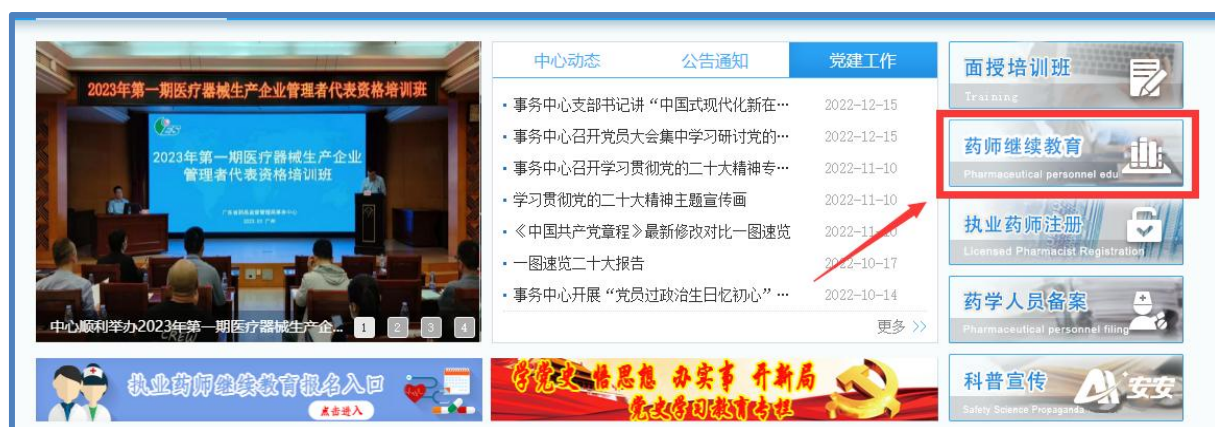 2023年第一期医疗器械生产企业管理者代表资格培训班
2023年第一期医疗器械生产企业
管理者代表资格培训班
中心顺利举办2023年第一期医疗器械生产企...
1
2
3
4
中心动态
公告通知
党建工作
事务中心支部书记讲“中国式现代化新在… 2022-12-15
事务中心召开党员大会集中学习研讨党的… 2022-12-15
事务中心召开学习贯彻党的二十大精神专… 2022-11-10
学习贯彻党的二十大精神主题宣传画 2022-11-10
《中国共产党章程》最新修改对比一图速览 2022-11-10
一图速览二十大报告 2022-10-17
事务中心开展“党员过政治生日忆初心”… 2022-10-14
更多 >>
面授培训班
Training
药师继续教育
Pharmaceutical personnel edu
执业药师注册
Licensed Pharmacist Registration
药学人员备案
Pharmaceutical personnel filing
科普宣传
Safety Science Propaganda
安安
执业药师继续教育报名入口
点击进入
学党史 悟思想 办实事 开新局
党史学习教育专栏